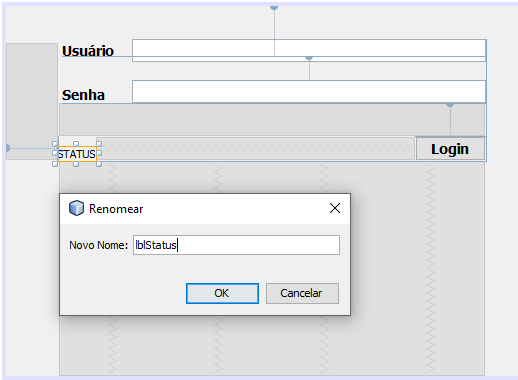 Usuário
Senha
STATUS
Login
Renomear
Novo Nome: lblStatus
OK Cancelar